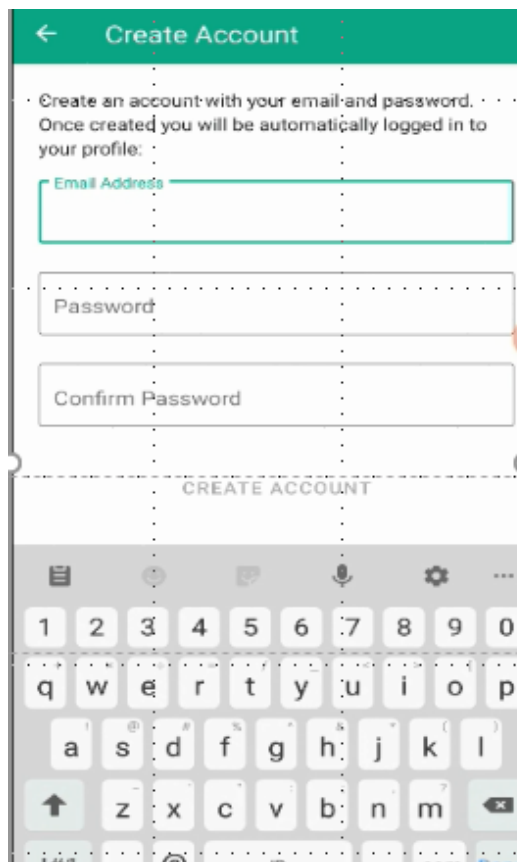 Create Account
Create an account with your email and password.
Once created you will be automatically logged in to
your profile:
Email Address
Password
Confirm Password
CREATE ACCOUNT
1 2 3 4 5 6 7 8 9 0
q w e r t y u i o p
a s d f g h j k l
z x c v b n m